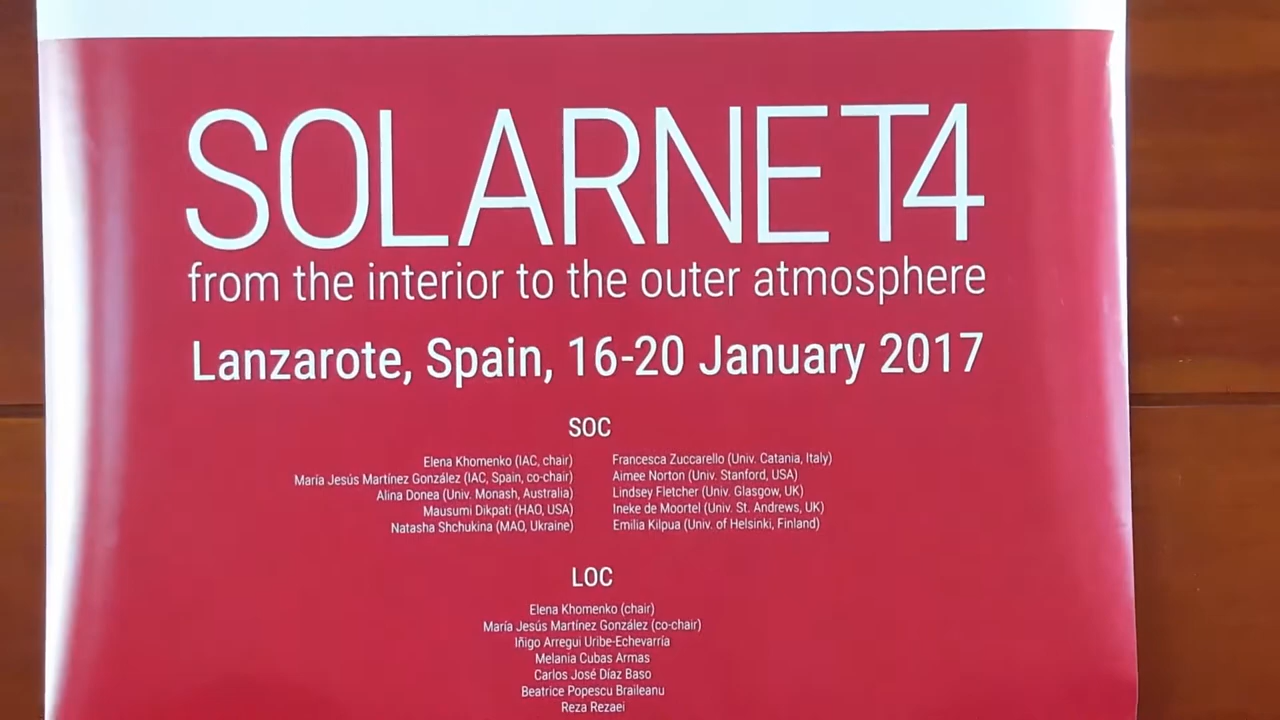 SOLARNET4
from the interior to the outer atmosphere
Lanzarote, Spain, 16-20 January 2017
SOC
Elena Khomenko (IAC, chair)
María Jesús Martínez González (IAC, Spain, co-chair)
Alina Donea (Univ. Monash, Australia)
Mausumi Dikpati (HAO, USA)
Natasha Shchukina (MAO, Ukraine)
Francesca Zuccarello (Univ. Catania, Italy)
Aimee Norton (Univ. Stanford, USA)
Lindsey Fletcher (Univ. Glasgow, UK)
Ineke de Moortel (Univ. St. Andrews, UK)
Emilia Kilpua (Univ. of Helsinki, Finland)
LOC
Elena Khomenko (chair)
María Jesús Martínez González (co-chair)
Iñigo Arregui Uribe-Echevarría
Melania Cubas Armas
Carlos José Díaz Baso
Beatrice Popescu Braileanu
Reza Rezaei